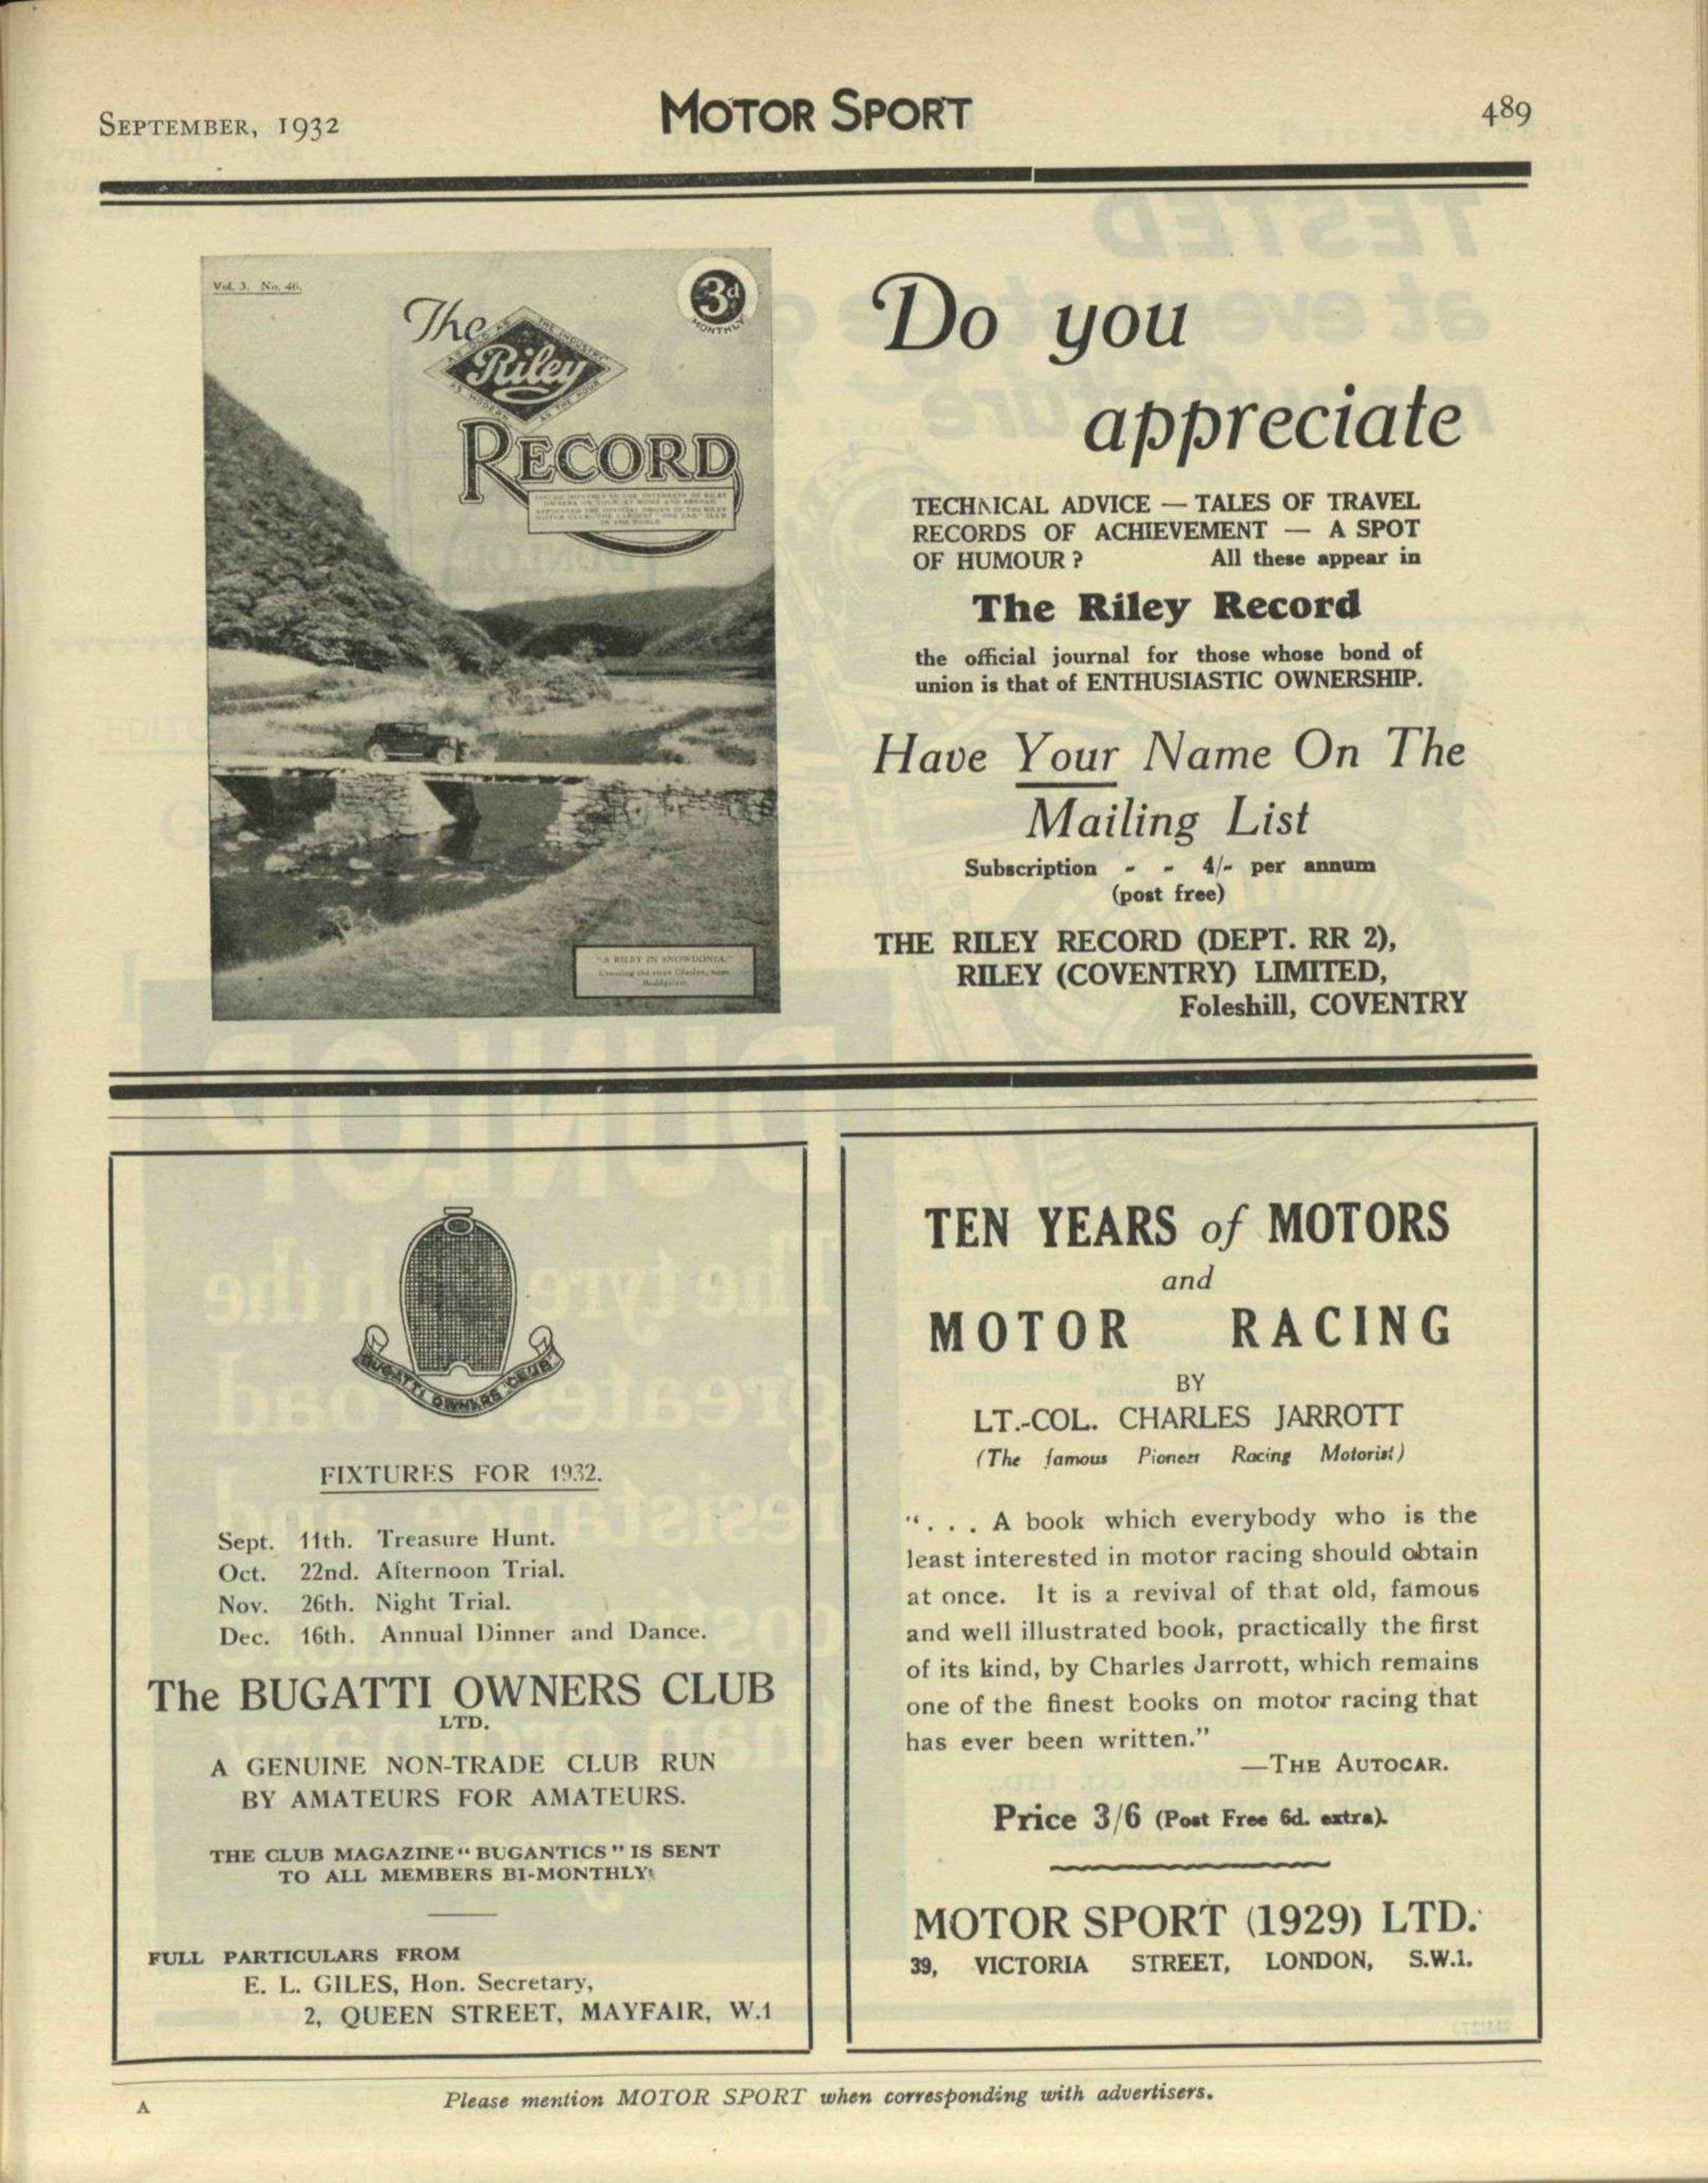 SEPTEMBER, 1932
MOTOR SPORT
489
Vol. 3. No. 46.
3d
MONTHLY
The
Riley
RECORD
"A RILEY IN SNOWDONIA."
Do you
appreciate
TECHNICAL ADVICE — TALES OF TRAVEL
RECORDS OF ACHIEVEMENT — A SPOT
OF HUMOUR ? All these appear in
The Riley Record
the official journal for those whose bond of
union is that of ENTHUSIASTIC OWNERSHIP.
Have Your Name On The
Mailing List
Subscription - - 4/- per annum
(post free)
THE RILEY RECORD (DEPT. RR 2),
RILEY (COVENTRY) LIMITED,
Foleshill, COVENTRY
BUGATTI OWNERS CLUB
FIXTURES FOR 1932.
Sept. 11th. Treasure Hunt.
Oct. 22nd. Afternoon Trial.
Nov. 26th. Night Trial.
Dec. 16th. Annual Dinner and Dance.
The BUGATTI OWNERS CLUB
LTD.
A GENUINE NON-TRADE CLUB RUN
BY AMATEURS FOR AMATEURS.
THE CLUB MAGAZINE "BUGANTICS" IS SENT
TO ALL MEMBERS BI-MONTHLY.
FULL PARTICULARS FROM
E. L. GILES, Hon. Secretary,
2, QUEEN STREET, MAYFAIR, W.1
TEN YEARS of MOTORS
and
MOTOR RACING
BY
LT.-COL. CHARLES JARROTT
(The famous Pioneer Racing Motorist)
". . . A book which everybody who is the
least interested in motor racing should obtain
at once. It is a revival of that old, famous
and well illustrated book, practically the first
of its kind, by Charles Jarrott, which remains
one of the finest books on motor racing that
has ever been written."
—THE AUTOCAR.
Price 3/6 (Post Free 6d. extra).
MOTOR SPORT (1929) LTD.
39, VICTORIA STREET, LONDON, S.W.1.
A
Please mention MOTOR SPORT when corresponding with advertisers.